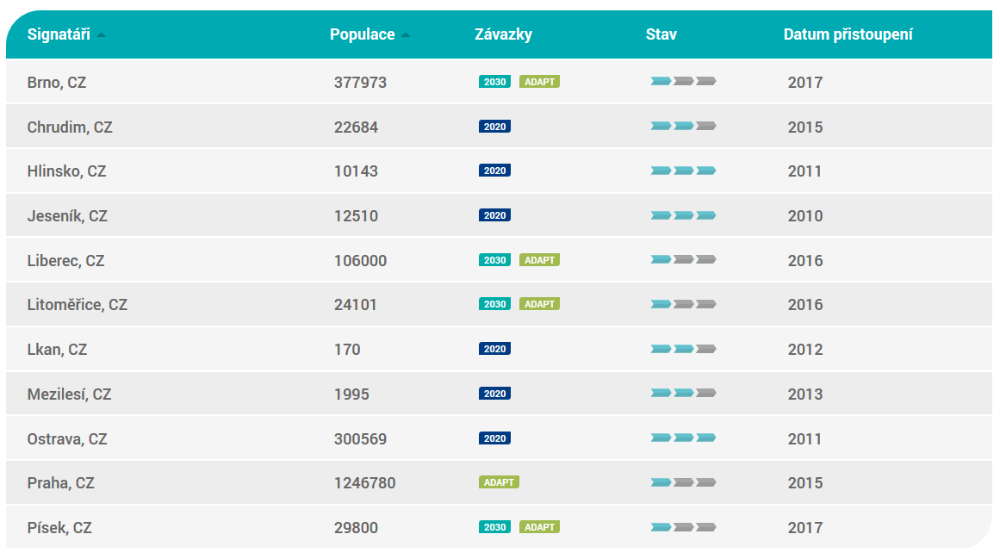 Signatáři Populace Závazky Stav Datum přistoupení
Brno, CZ 377973 2030 ADAPT 2017
Chrudim, CZ 22684 2020 2015
Hlinsko, CZ 10143 2020 2011
Jeseník, CZ 12510 2020 2010
Liberec, CZ 106000 2030 ADAPT 2016
Litoměřice, CZ 24101 2030 ADAPT 2016
Lkan, CZ 170 2020 2012
Mezilesí, CZ 1995 2020 2013
Ostrava, CZ 300569 2020 2011
Praha, CZ 1246780 ADAPT 2015
Písek, CZ 29800 2030 ADAPT 2017